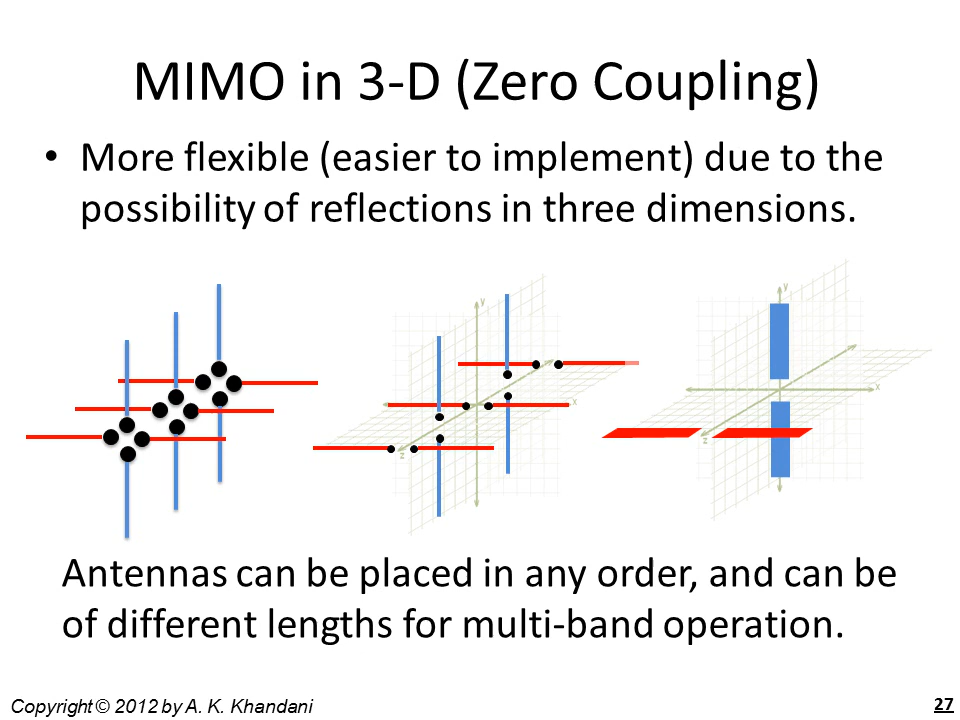 MIMO in 3-D (Zero Coupling)
• More flexible (easier to implement) due to the
possibility of reflections in three dimensions.
y
x
z
y
x
z
Antennas can be placed in any order, and can be
of different lengths for multi-band operation.
Copyright © 2012 by A. K. Khandani
27